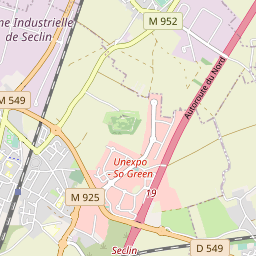 M 952
ne Industrielle
de Seclin
Autoroute du Nord
M 549
Unexpo
- So Green
19
M 925
Seclin
D 549